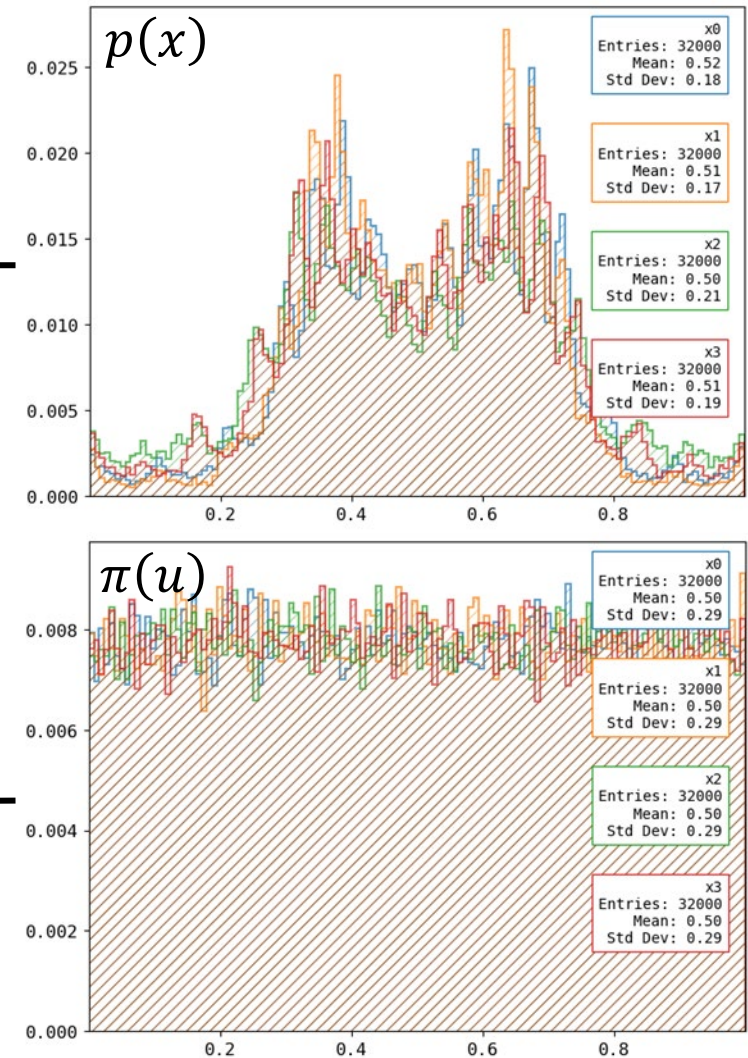 p(x)
0.025
0.020
0.015
0.010
0.005
0.000
0.2 0.4 0.6 0.8
x0
Entries: 32000
Mean: 0.52
Std Dev: 0.18
x1
Entries: 32000
Mean: 0.51
Std Dev: 0.17
x2
Entries: 32000
Mean: 0.50
Std Dev: 0.21
x3
Entries: 32000
Mean: 0.51
Std Dev: 0.19
π(u)
0.008
0.006
0.004
0.002
0.000
0.2 0.4 0.6 0.8
x0
Entries: 32000
Mean: 0.50
Std Dev: 0.29
x1
Entries: 32000
Mean: 0.50
Std Dev: 0.29
x2
Entries: 32000
Mean: 0.50
Std Dev: 0.29
x3
Entries: 32000
Mean: 0.50
Std Dev: 0.29